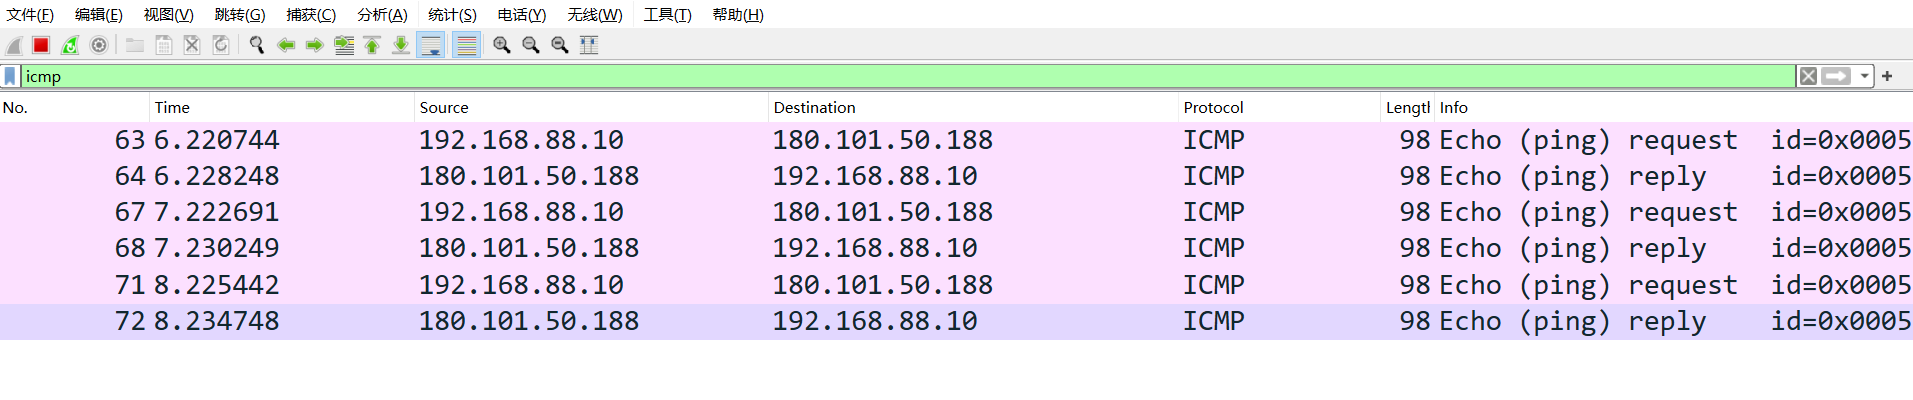 文件(F) 编辑(E) 视图(V) 跳转(G) 捕获(C) 分析(A) 统计(S) 电话(Y) 无线(W) 工具(T) 帮助(H)
icmp
No. Time Source Destination Protocol Length Info
63 6.220744 192.168.88.10 180.101.50.188 ICMP 98 Echo (ping) request id=0x0005
64 6.228248 180.101.50.188 192.168.88.10 ICMP 98 Echo (ping) reply id=0x0005
67 7.222691 192.168.88.10 180.101.50.188 ICMP 98 Echo (ping) request id=0x0005
68 7.230249 180.101.50.188 192.168.88.10 ICMP 98 Echo (ping) reply id=0x0005
71 8.225442 192.168.88.10 180.101.50.188 ICMP 98 Echo (ping) request id=0x0005
72 8.234748 180.101.50.188 192.168.88.10 ICMP 98 Echo (ping) reply id=0x0005